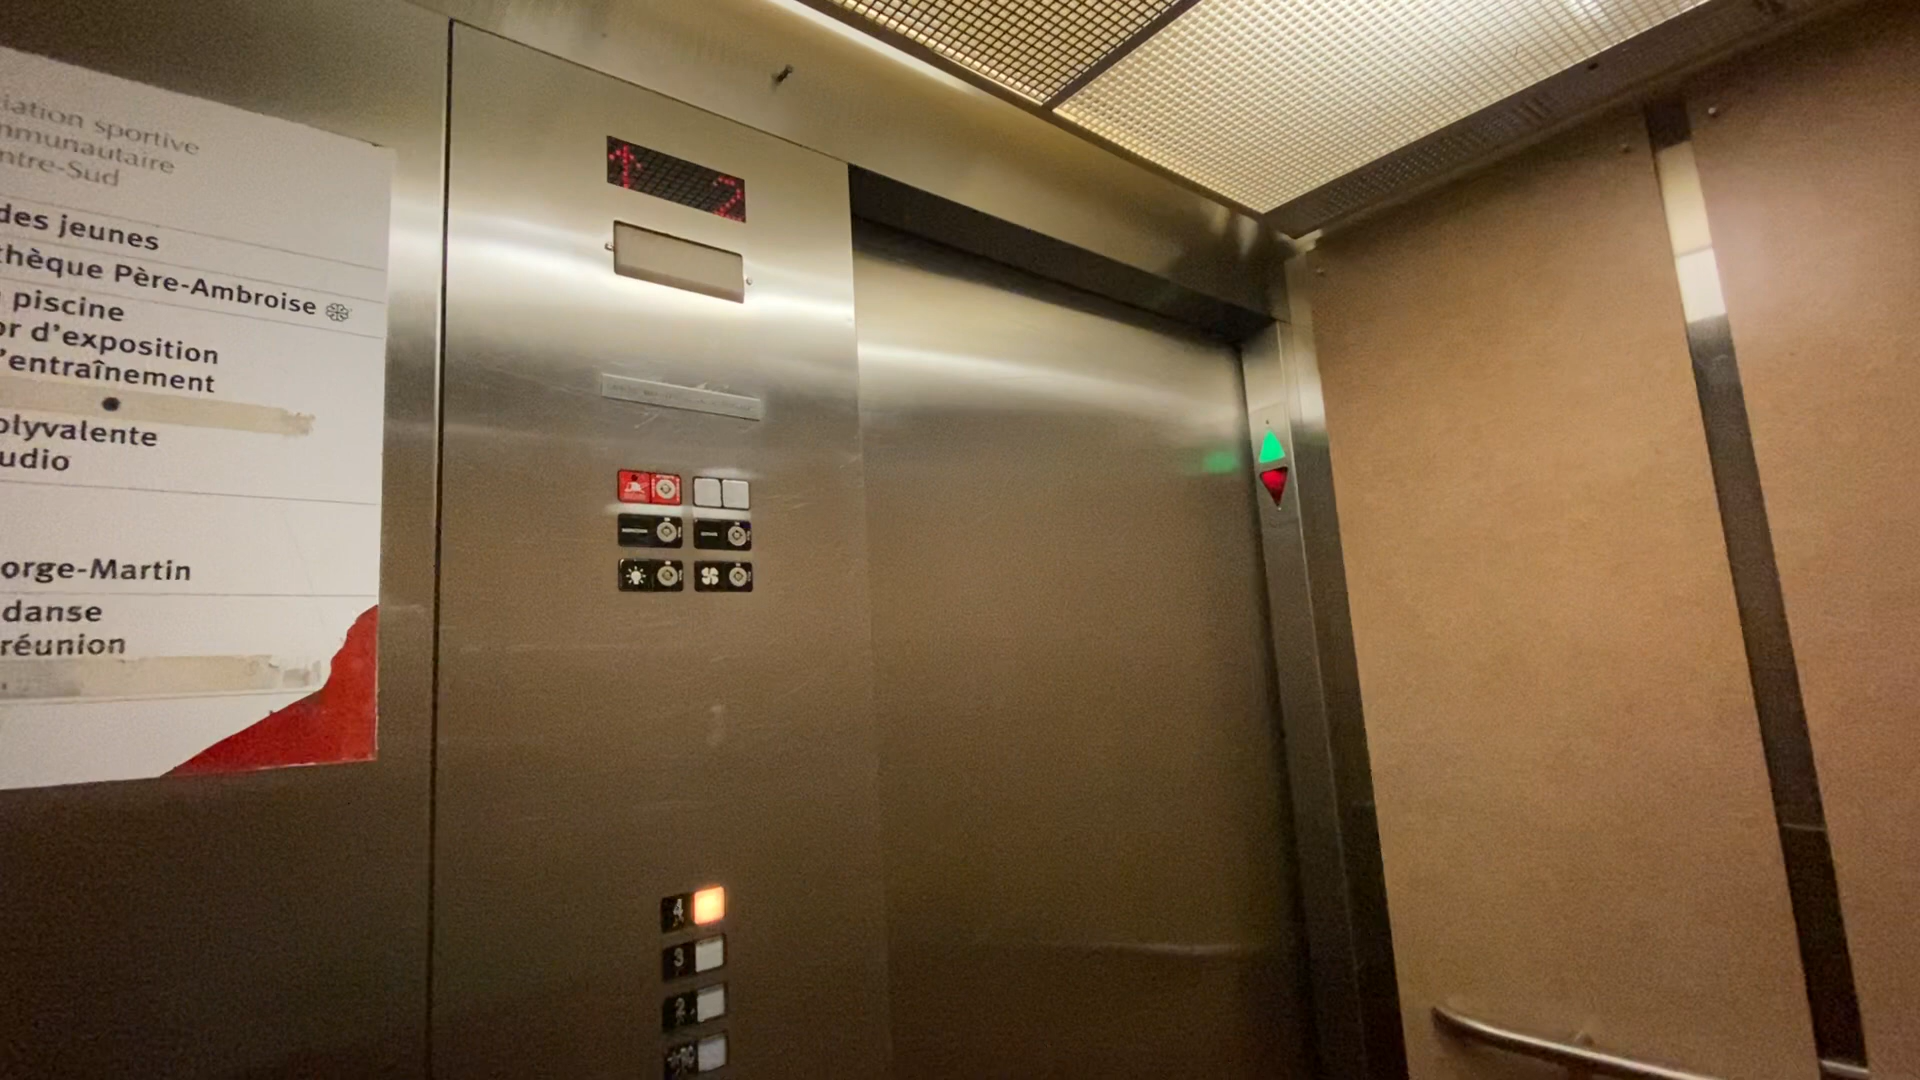 iation sportive
mmunautaire
ntre-Sud
des jeunes
thèque Père-Ambroise
piscine
or d'exposition
'entraînement
olyvalente
udio
orge-Martin
danse
réunion
2
4
3
2
RC